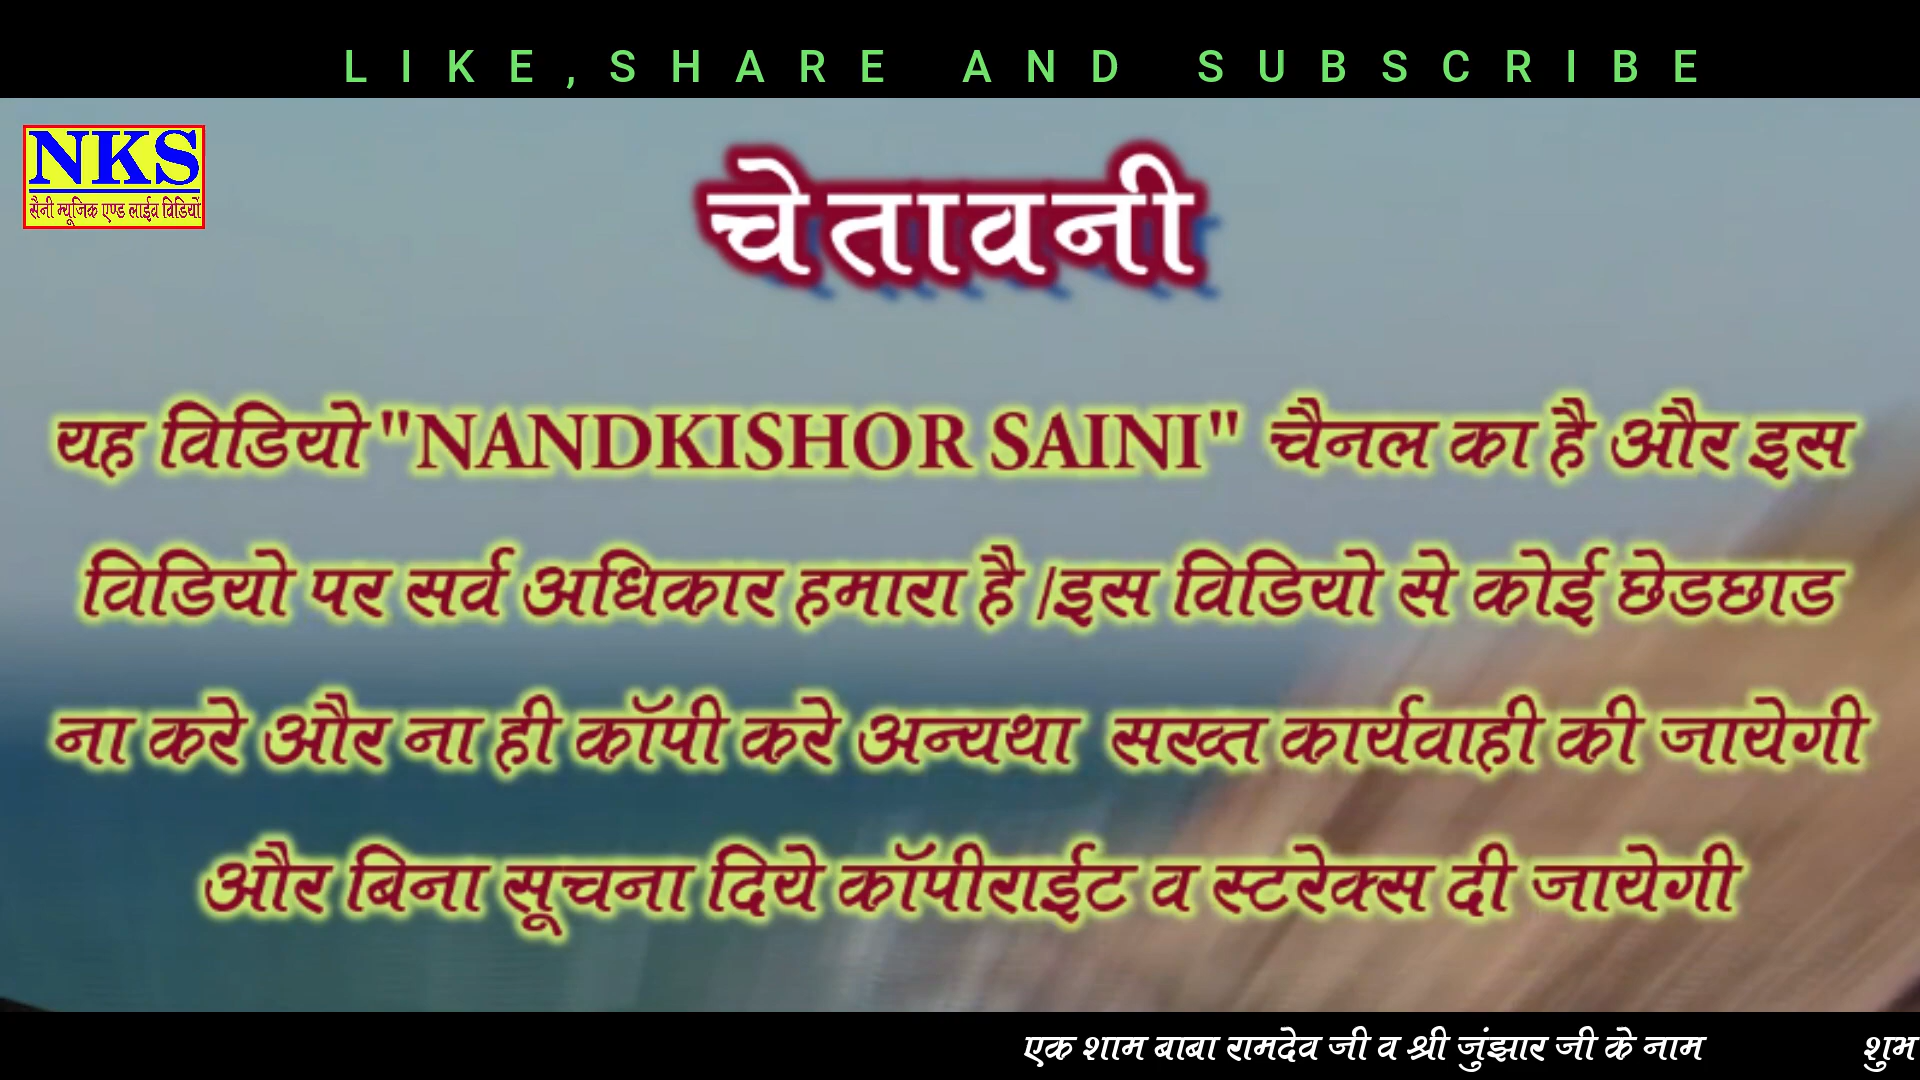 LIKE,SHARE AND SUBSCRIBE
NKS
सैनी म्यूजिक एण्ड लाईव विडियों
चेतावनी
यह विडियो "NANDKISHOR SAINI" चैनल का है और इस
विडियो पर सर्व अधिकार हमारा है /इस विडियो से कोई छेडछाड
ना करे और ना ही कॉपी करे अन्यथा सख्त कार्यवाही की जायेगी
और बिना सूचना दिये कॉपीराईट व स्टरेक्स दी जायेगी
एक शाम बाबा रामदेव जी व श्री जुंझार जी के नाम शुभ